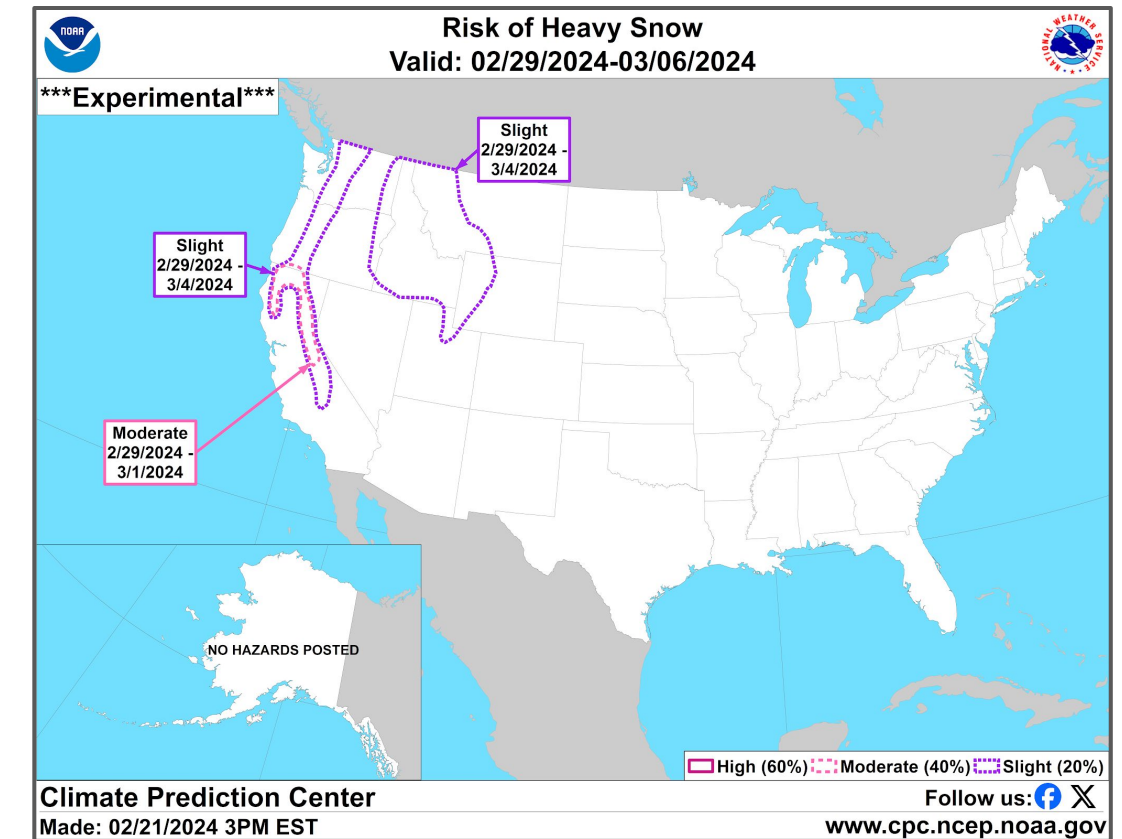 NOAA
Risk of Heavy Snow
Valid: 02/29/2024-03/06/2024
NATIONAL WEATHER SERVICE
***Experimental***
Slight
2/29/2024 -
3/4/2024
Slight
2/29/2024 -
3/4/2024
Moderate
2/29/2024 -
3/1/2024
NO HAZARDS POSTED
High (60%) Moderate (40%) Slight (20%)
Climate Prediction Center
Follow us:
Made: 02/21/2024 3PM EST
www.cpc.ncep.noaa.gov